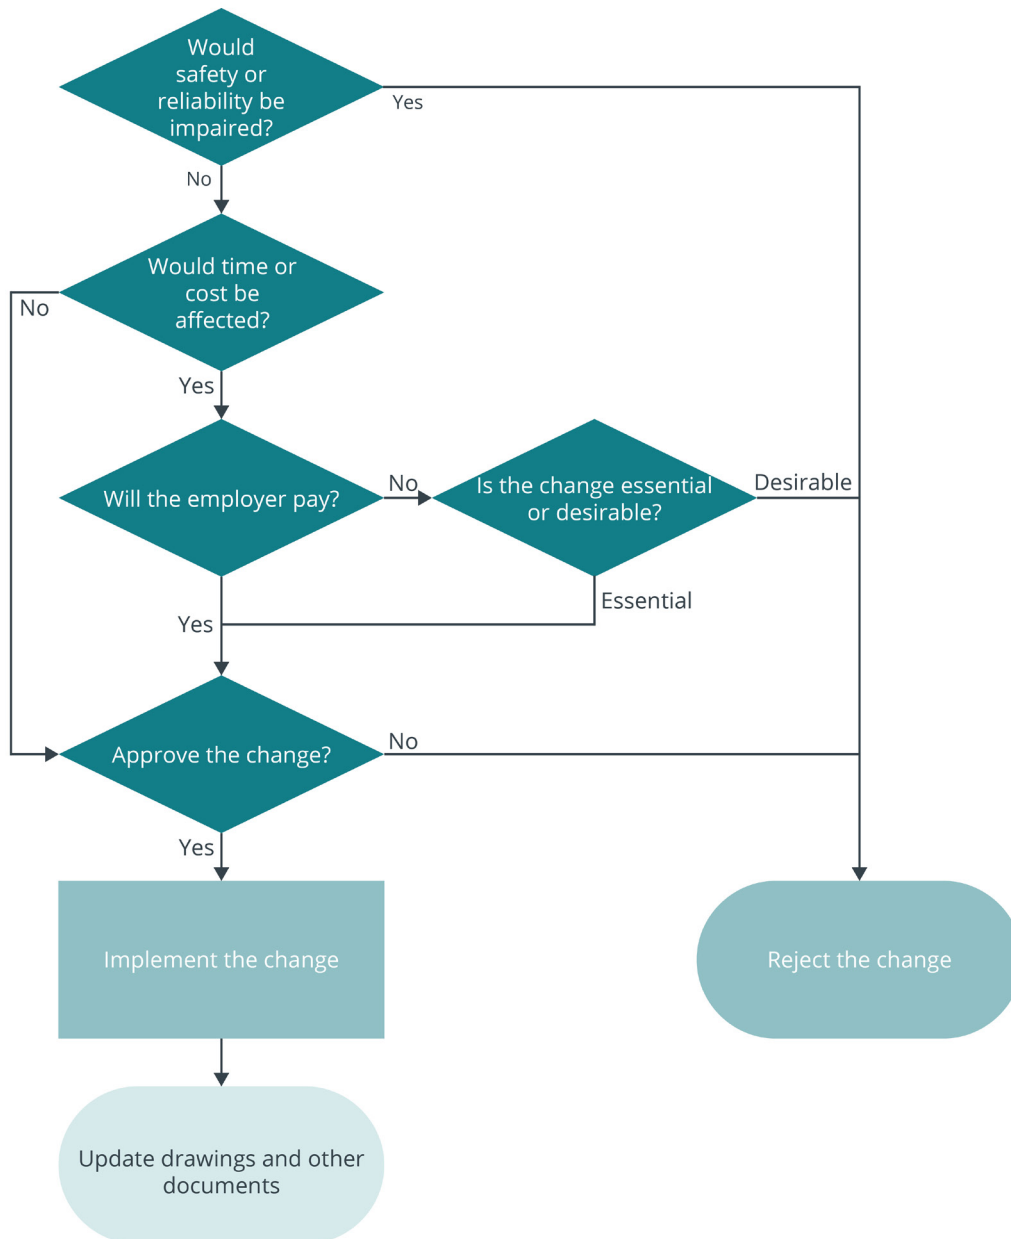 Would
safety or
reliability be
impaired?
Yes
No
Would time or
cost be
affected?
No
Yes
Will the employer pay?
No
Is the change essential
or desirable?
Desirable
Essential
Yes
Approve the change?
No
Yes
Implement the change
Reject the change
Update drawings and other
documents